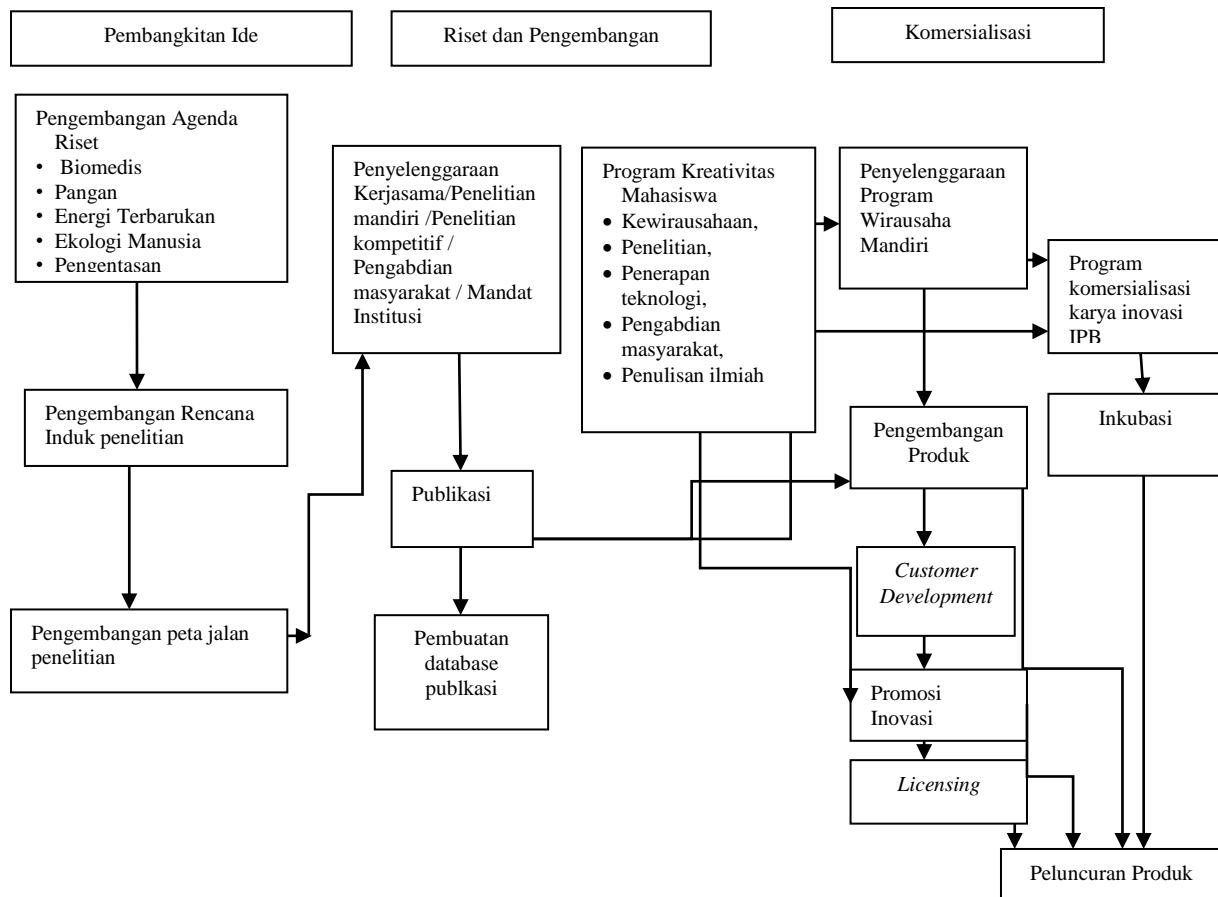 Pembangkitan Ide
Riset dan Pengembangan
Komersialisasi
Pengembangan Agenda
Riset
• Biomedis
• Pangan
• Energi Terbarukan
• Ekologi Manusia
• Pengentasan
Pengembangan Rencana
Induk penelitian
Pengembangan peta jalan
penelitian
Penyelenggaraan
Kerjasama/Penelitian
mandiri /Penelitian
kompetitif /
Pengabdian
masyarakat / Mandat
Institusi
Publikasi
Pembuatan
database
publkasi
Program Kreativitas
Mahasiswa
• Kewirausahaan,
• Penelitian,
• Penerapan
teknologi,
• Pengabdian
masyarakat,
• Penulisan ilmiah
Penyelenggaraan
Program
Wirausaha
Mandiri
Pengembangan
Produk
Customer
Development
Promosi
Inovasi
Licensing
Program
komersialisasi
karya inovasi
IPB
Inkubasi
Peluncuran Produk